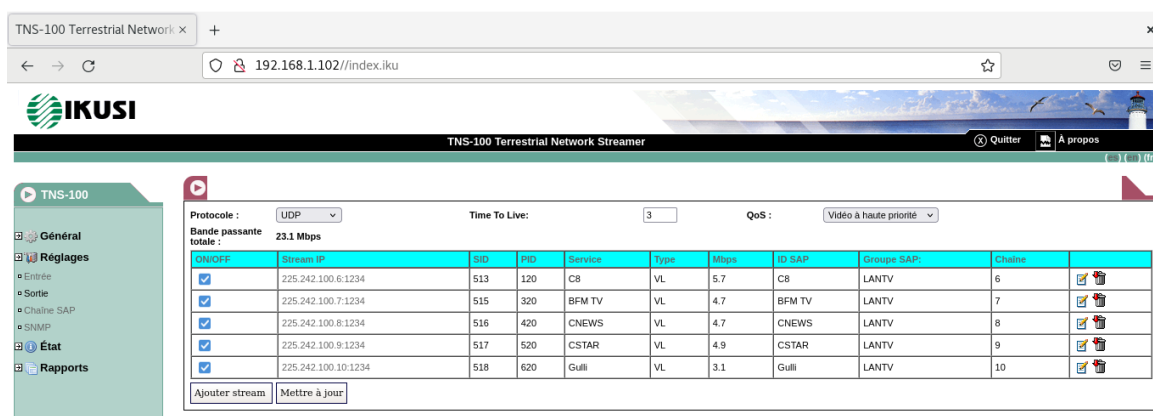 TNS-100 Terrestrial Network
192.168.1.102//index.iku
IKUSI
TNS-100 Terrestrial Network Streamer
Quitter
À propos
(es) (en) (fr
TNS-100
Général
Réglages
Entrée
Sortie
Chaîne SAP
SNMP
État
Rapports
Protocole : UDP Time To Live: 3 QoS : Vidéo à haute priorité
Bande passante totale : 23.1 Mbps
ON/OFF Stream IP SID PID Service Type Mbps ID SAP Groupe SAP: Chaîne
225.242.100.6:1234 513 120 C8 VL 5.7 C8 LANTV 6
225.242.100.7:1234 515 320 BFM TV VL 4.7 BFM TV LANTV 7
225.242.100.8:1234 516 420 CNEWS VL 4.7 CNEWS LANTV 8
225.242.100.9:1234 517 520 CSTAR VL 4.9 CSTAR LANTV 9
225.242.100.10:1234 518 620 Gulli VL 3.1 Gulli LANTV 10
Ajouter stream Mettre à jour